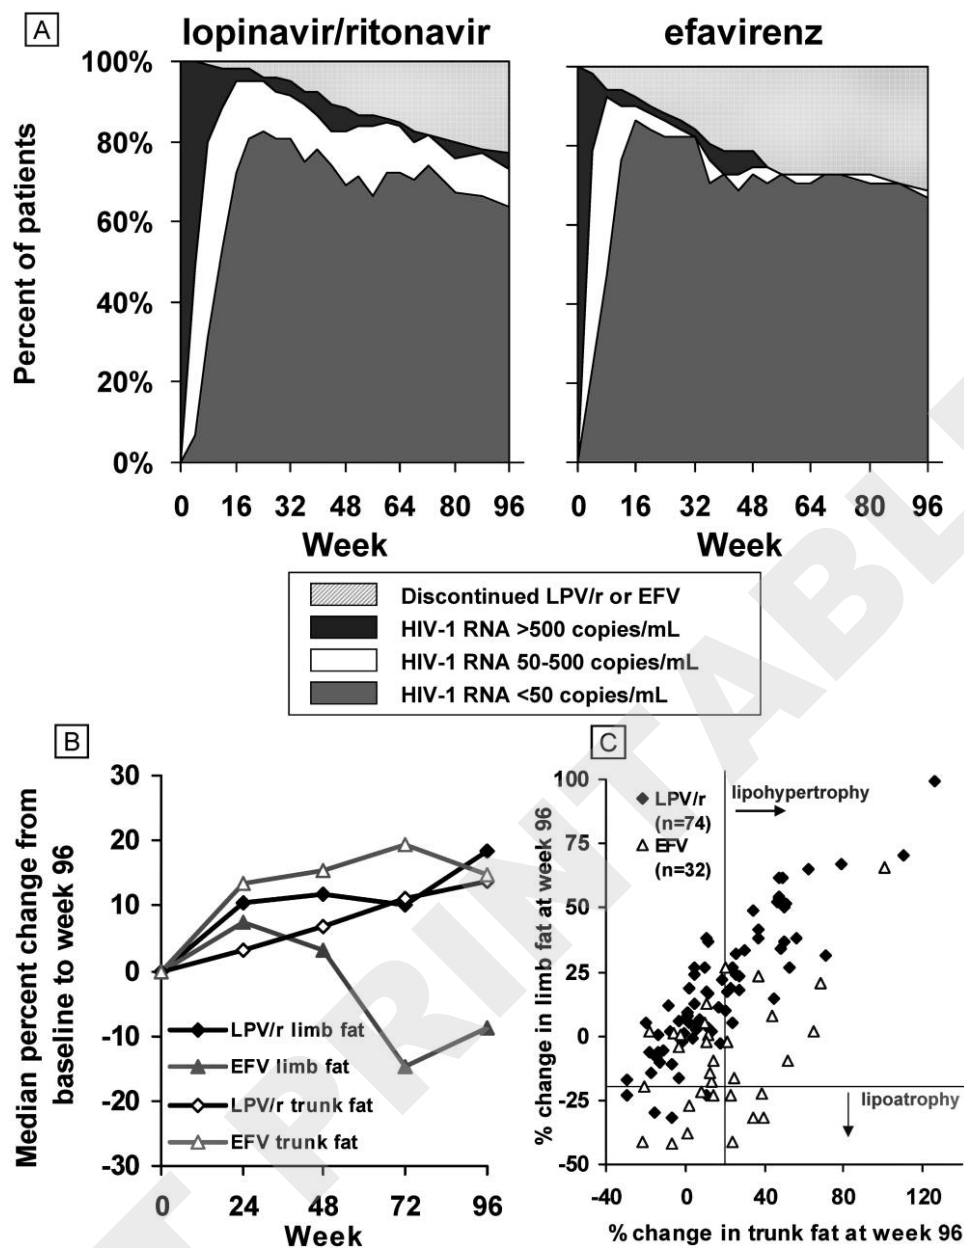 A
lopinavir/ritonavir
efavirenz
Percent of patients
100%
80%
60%
40%
20%
0%
0 16 32 48 64 80 96
0 16 32 48 64 80 96
Week
Week
Discontinued LPV/r or EFV
HIV-1 RNA >500 copies/mL
HIV-1 RNA 50-500 copies/mL
HIV-1 RNA <50 copies/mL
B
Median percent change from
baseline to week 96
30
20
10
0
-10
-20
-30
LPV/r limb fat
EFV limb fat
LPV/r trunk fat
EFV trunk fat
0 24 48 72 96
Week
C
% change in limb fat at week 96
100
75
50
25
0
-25
-50
LPV/r
(n=74)
EFV
(n=32)
lipohypertrophy
lipoatrophy
-40 0 40 80 120
% change in trunk fat at week 96
T PRINTABL